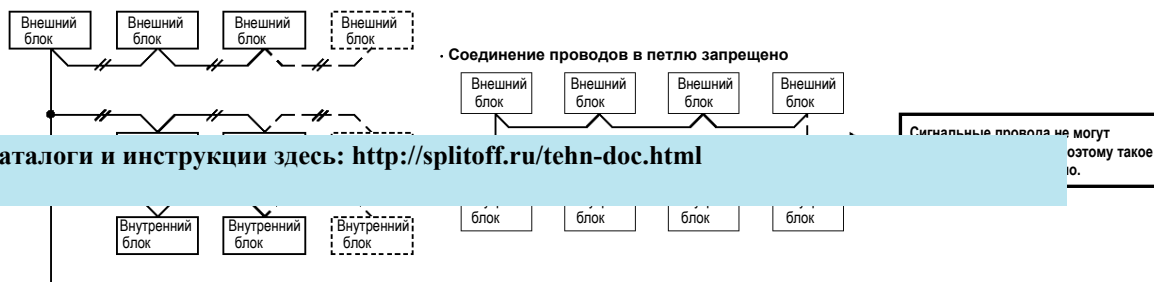 Внешний
блок
Внешний
блок
Внешний
блок
Внешний
блок
· Соединение проводов в петлю запрещено
Внешний
блок
Внешний
блок
Внешний
блок
Внешний
блок
Сигнальные провода не могут
поэтому такое
аталоги и инструкции здесь: http://splitoff.ru/tehn-doc.html
блок
блок
блок
блок
Внутренний
блок
Внутренний
блок
Внутренний
блок